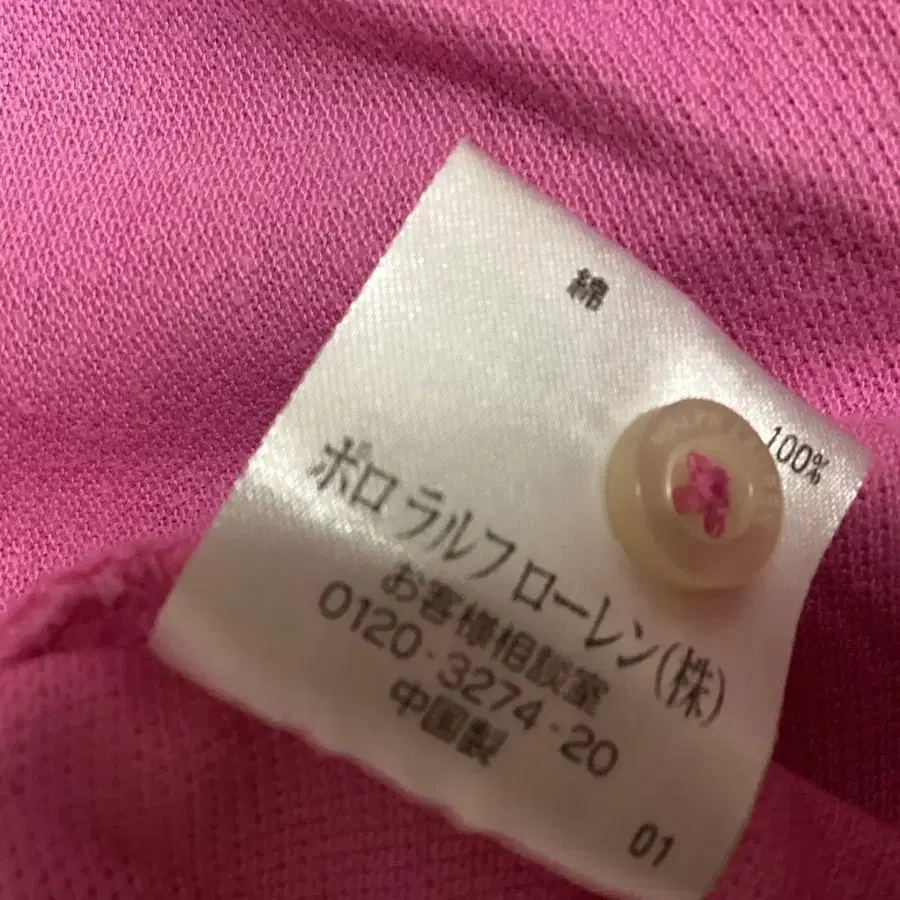 綿 100%
ポロ ラルフ ローレン(株)
お客様相談室
0120-3274-20
中国製
01